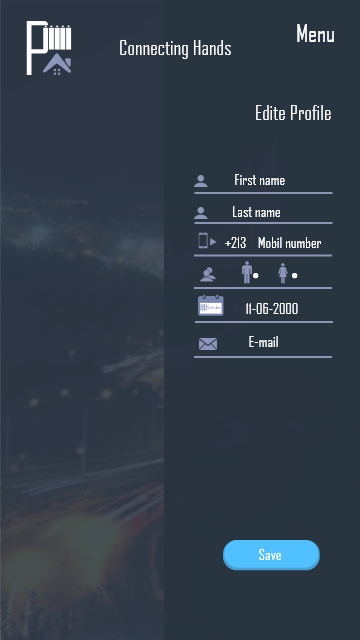 Menu
Connecting Hands
Edite Profile
First name
Last name
+213 Mobil number
11-06-2000
E-mail
Save